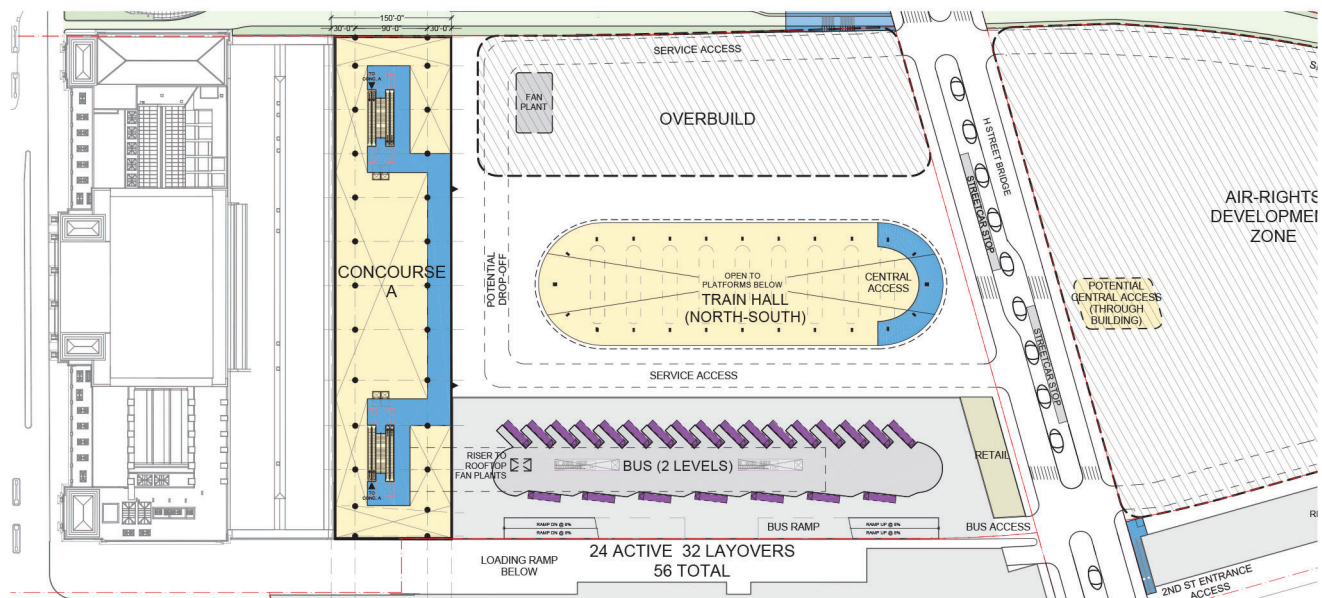 150'-0"
30'-0"
90'-0"
30'-0"
TO
CONC. A
CONCOURSE
A
TO
CONC. A
SERVICE ACCESS
FAN
PLANT
OVERBUILD
POTENTIAL
DROP-OFF
OPEN TO
PLATFORMS BELOW
TRAIN HALL
(NORTH-SOUTH)
CENTRAL
ACCESS
SERVICE ACCESS
H STREET BRIDGE
STREETCAR STOP
STREETCAR STOP
AIR-RIGHTS
DEVELOPMEN
ZONE
POTENTIAL
CENTRAL ACCESS
(THROUGH
BUILDING)
RISER TO
ROOFTOP
FAN PLANTS
BUS (2 LEVELS)
RETAIL
RAMP DN @ 8%
RAMP DN @ 8%
BUS RAMP
RAMP UP @ 8%
RAMP UP @ 8%
BUS ACCESS
LOADING RAMP
BELOW
24 ACTIVE 32 LAYOVERS
56 TOTAL
2ND ST ENTRANCE
ACCESS